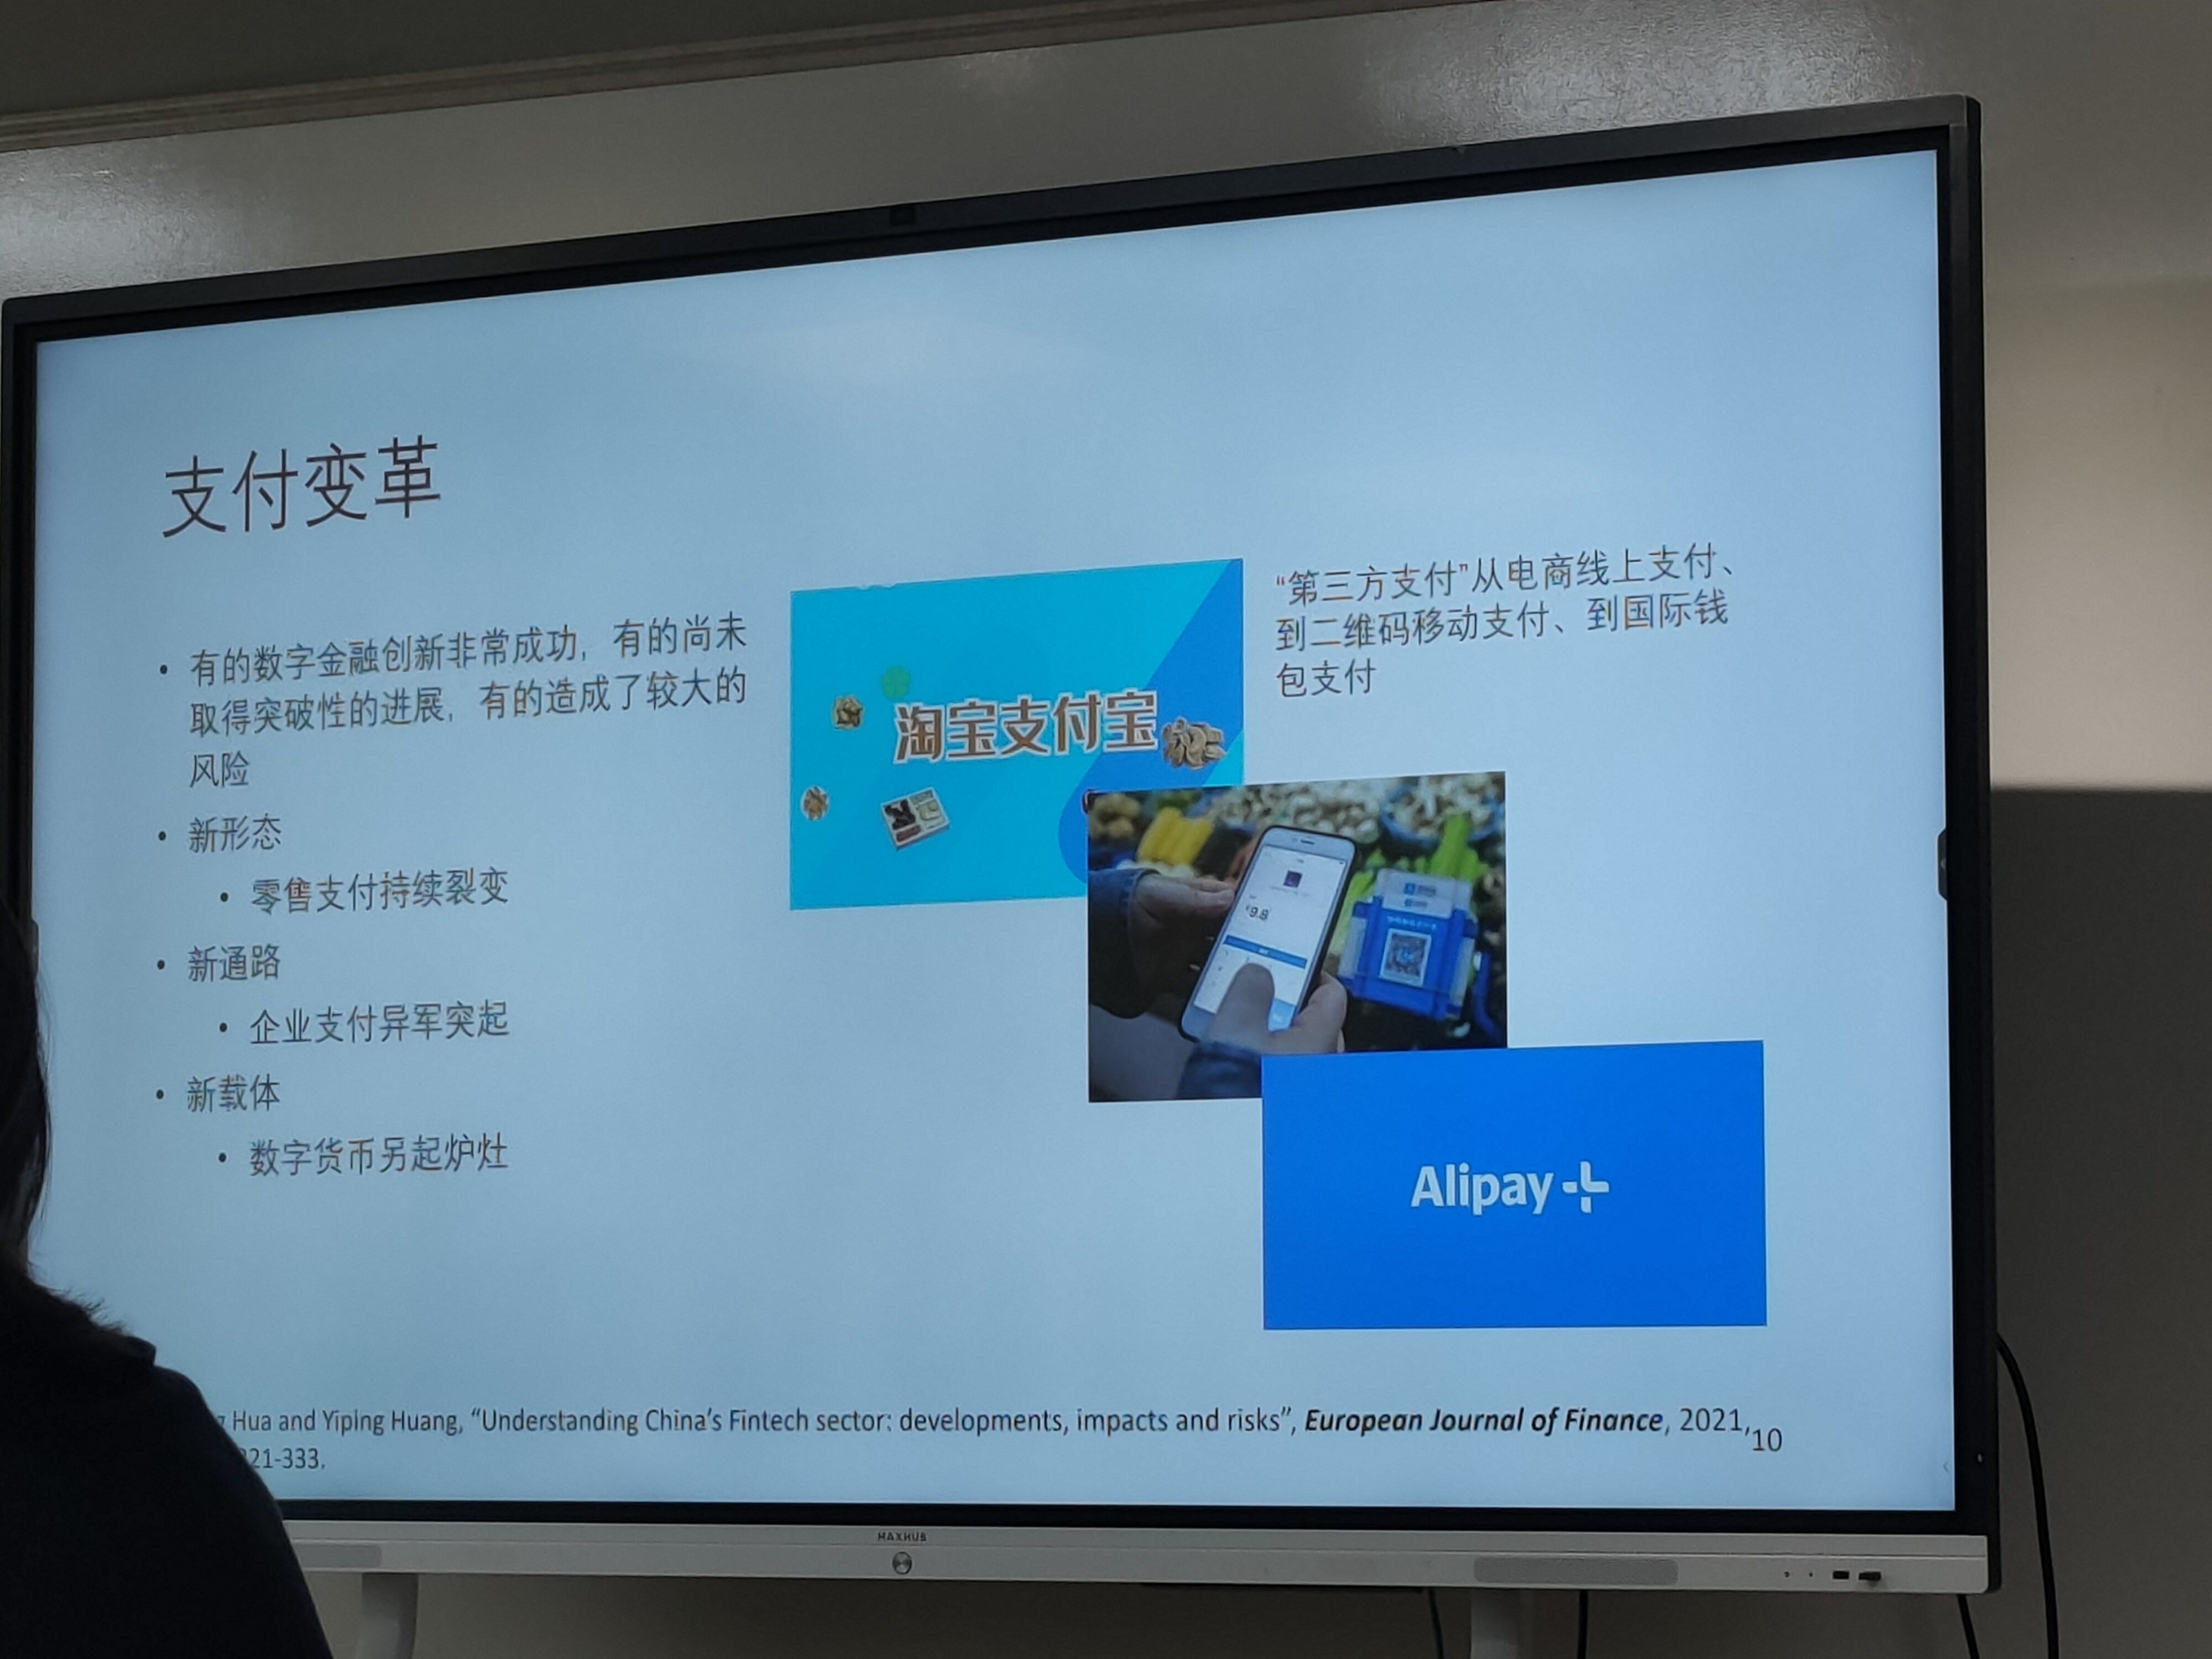 支付变革
• 有的数字金融创新非常成功，有的尚未
取得突破性的进展，有的造成了较大的
风险
• 新形态
• 零售支付持续裂变
• 新通路
• 企业支付异军突起
• 新载体
• 数字货币另起炉灶
“第三方支付”从电商线上支付、
到二维码移动支付、到国际钱
包支付
淘宝支付宝
9.8
Alipay+
Hua and Yiping Huang, “Understanding China’s Fintech sector: developments, impacts and risks”, European Journal of Finance, 2021,
21-333.
10
MAXHUB